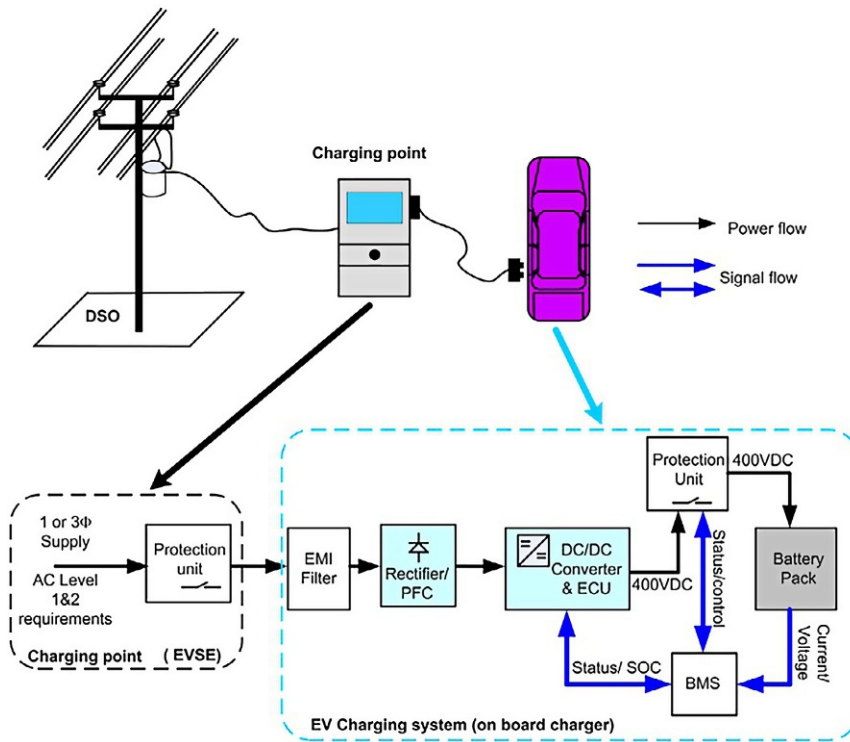 Charging point
Power flow
Signal flow
DSO
1 or 3Φ
Supply
AC Level
1&2
requirements
Protection
unit
Charging point (EVSE)
EMI
Filter
Rectifier/
PFC
DC/DC
Converter
& ECU
400VDC
Protection
Unit
400VDC
Battery
Pack
Status/control
Current/
Voltage
Status/ SOC
BMS
EV Charging system (on board charger)